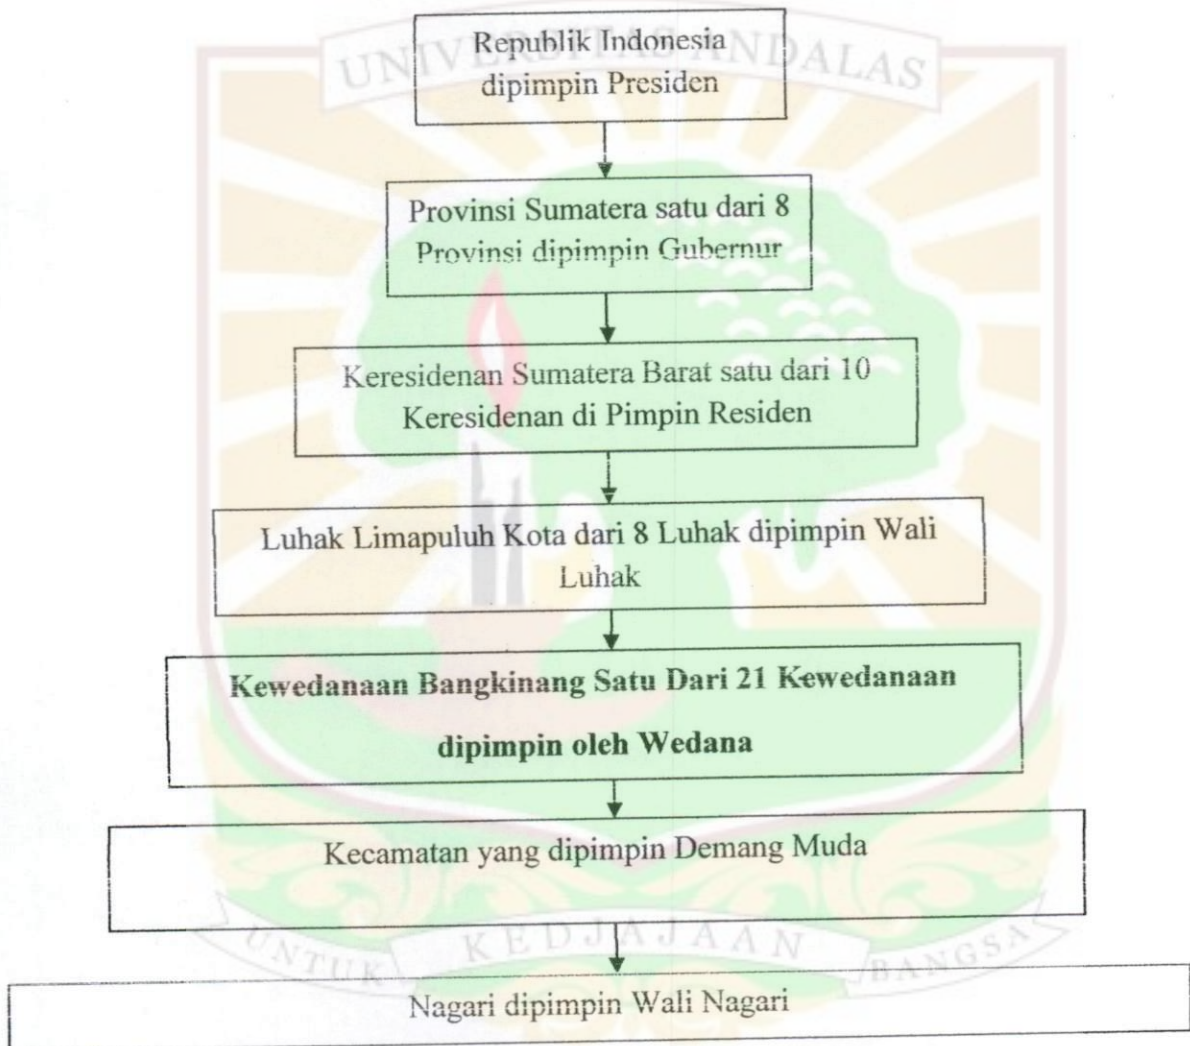 UNIVERSITAS ANDALAS
Republik Indonesia
dipimpin Presiden
Provinsi Sumatera satu dari 8
Provinsi dipimpin Gubernur
Keresidenan Sumatera Barat satu dari 10
Keresidenan di Pimpin Residen
Luhak Limapuluh Kota dari 8 Luhak dipimpin Wali
Luhak
Kewedanaan Bangkinang Satu Dari 21 Kewedanaan
dipimpin oleh Wedana
Kecamatan yang dipimpin Demang Muda
UNTUK KEDJAJAAN BANGSA
Nagari dipimpin Wali Nagari